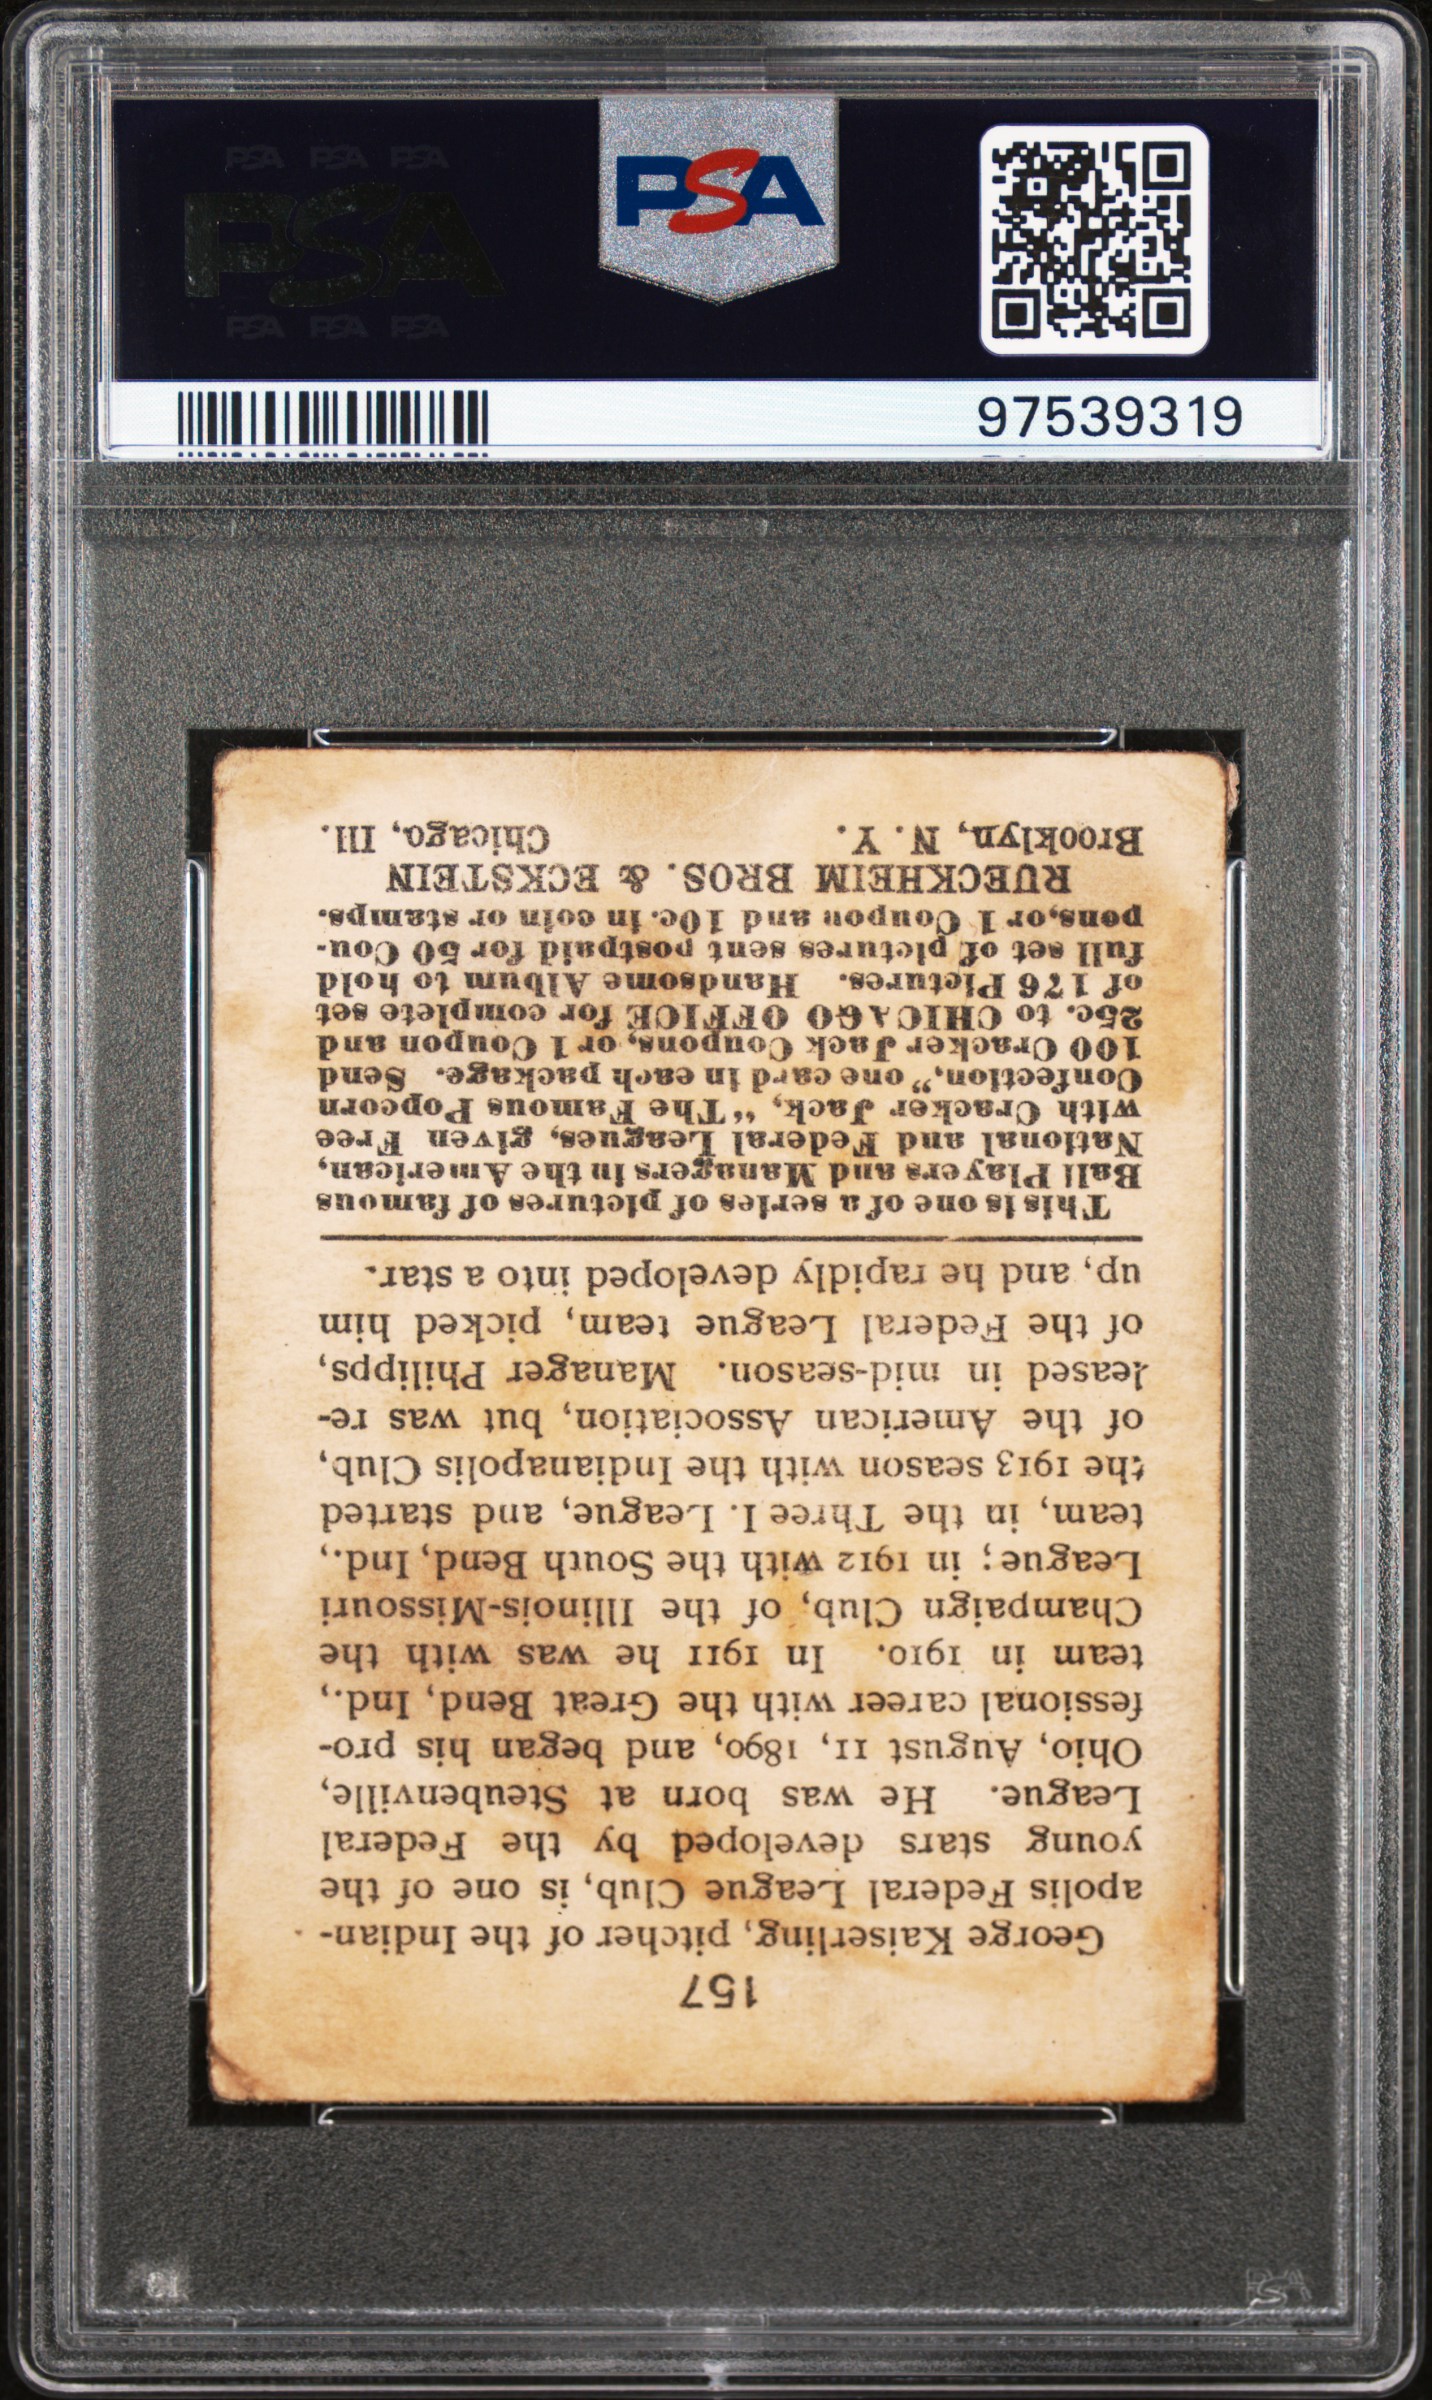 PSA PSA PSA
PSA
PSA PSA PSA
PSA
97539319
157
George Kaiserling, pitcher of the Indian-
apolis Federal League Club, is one of the
young stars developed by the Federal
League. He was born at Steubenville,
Ohio, August 11, 1890, and began his pro-
fessional career with the Great Bend, Ind.,
team in 1910. In 1911 he was with the
Champaign Club, of the Illinois-Missouri
League; in 1912 with the South Bend, Ind.,
team, in the Three I. League, and started
the 1913 season with the Indianapolis Club,
of the American Association, but was re-
leased in mid-season. Manager Philipps,
of the Federal League team, picked him
up, and he rapidly developed into a star.
This is one of a series of pictures of famous
Ball Players and Managers in the American,
National and Federal Leagues, given Free
with Cracker Jack, "The Famous Popcorn
Confection," one card in each package. Send
100 Cracker Jack Coupons, or 1 Coupon and
25c. to CHICAGO OFFICE for complete set
of 176 Pictures. Handsome Album to hold
full set of pictures sent postpaid for 50 Cou-
pons, or 1 Coupon and 10c. in coin or stamps.
RUECKHEIM BROS. & ECKSTEIN
Brooklyn, N. Y. Chicago, Ill.
PSA